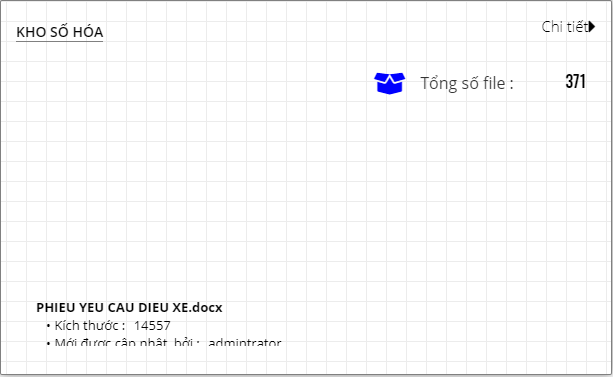 KHO SỐ HÓA
Chi tiết
Tổng số file : 371
PHIEU YEU CAU DIEU XE.docx
• Kích thước : 14557
• Mới được cập nhật bởi : admintrator